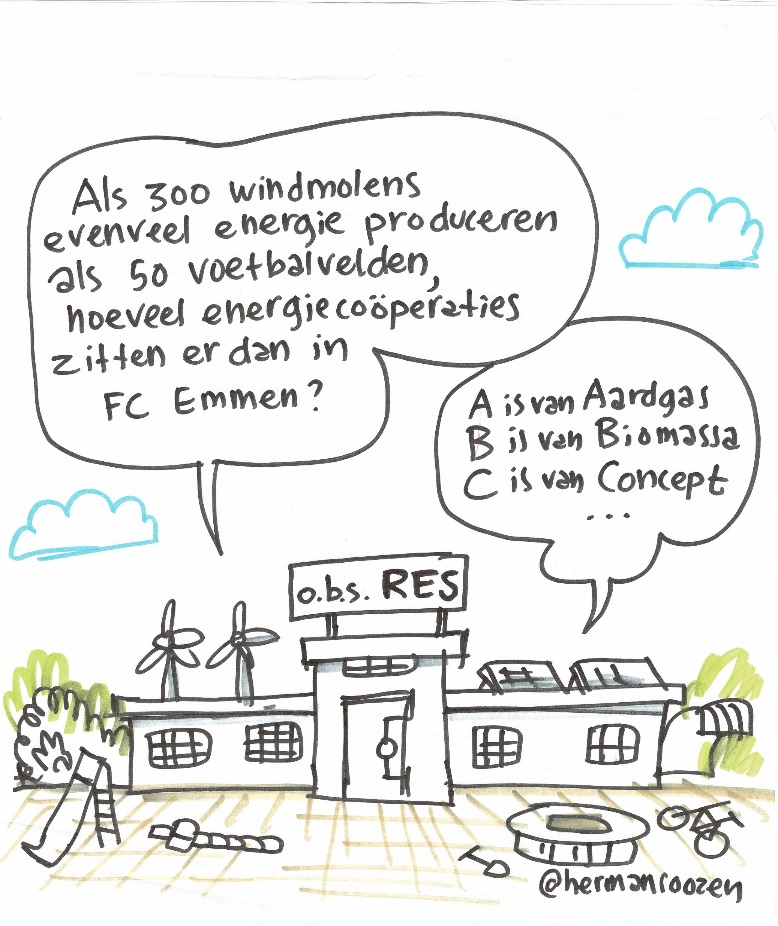 Als 300 windmolens
evenveel energie produceren
als 50 voetbalvelden,
hoeveel energiecoöperaties
zitten er dan in
FC Emmen?
A is van Aardgas
B is van Biomassa
C is van Concept
...
o.b.s. RES
@hermanroozen